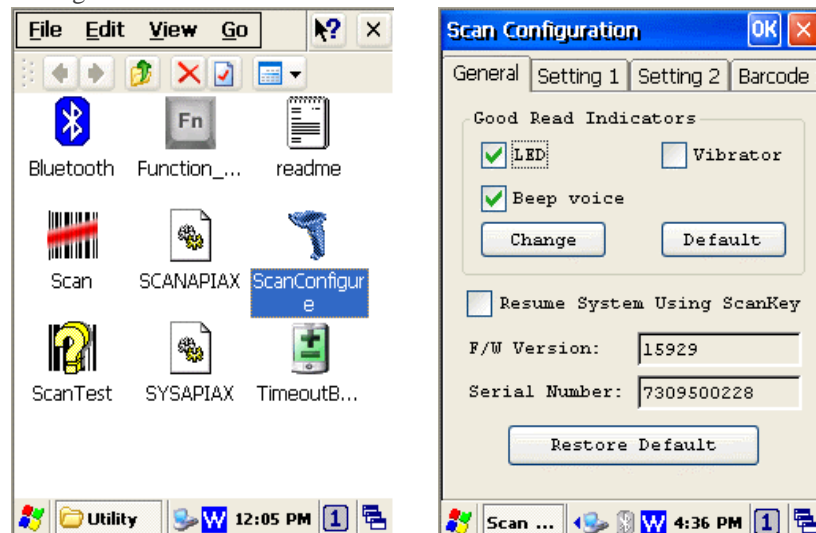 File Edit View Go
Fn
Bluetooth Function_... readme
Scan SCANAPIAX ScanConfigur
e
ScanTest SYSAPIAX TimeoutB...
Utility W 12:05 PM 1
Scan Configuration OK
General Setting 1 Setting 2 Barcode
Good Read Indicators
LED Vibrator
Beep voice
Change Default
Resume System Using ScanKey
F/W Version: 15929
Serial Number: 7309500228
Restore Default
Scan ... W 4:36 PM 1